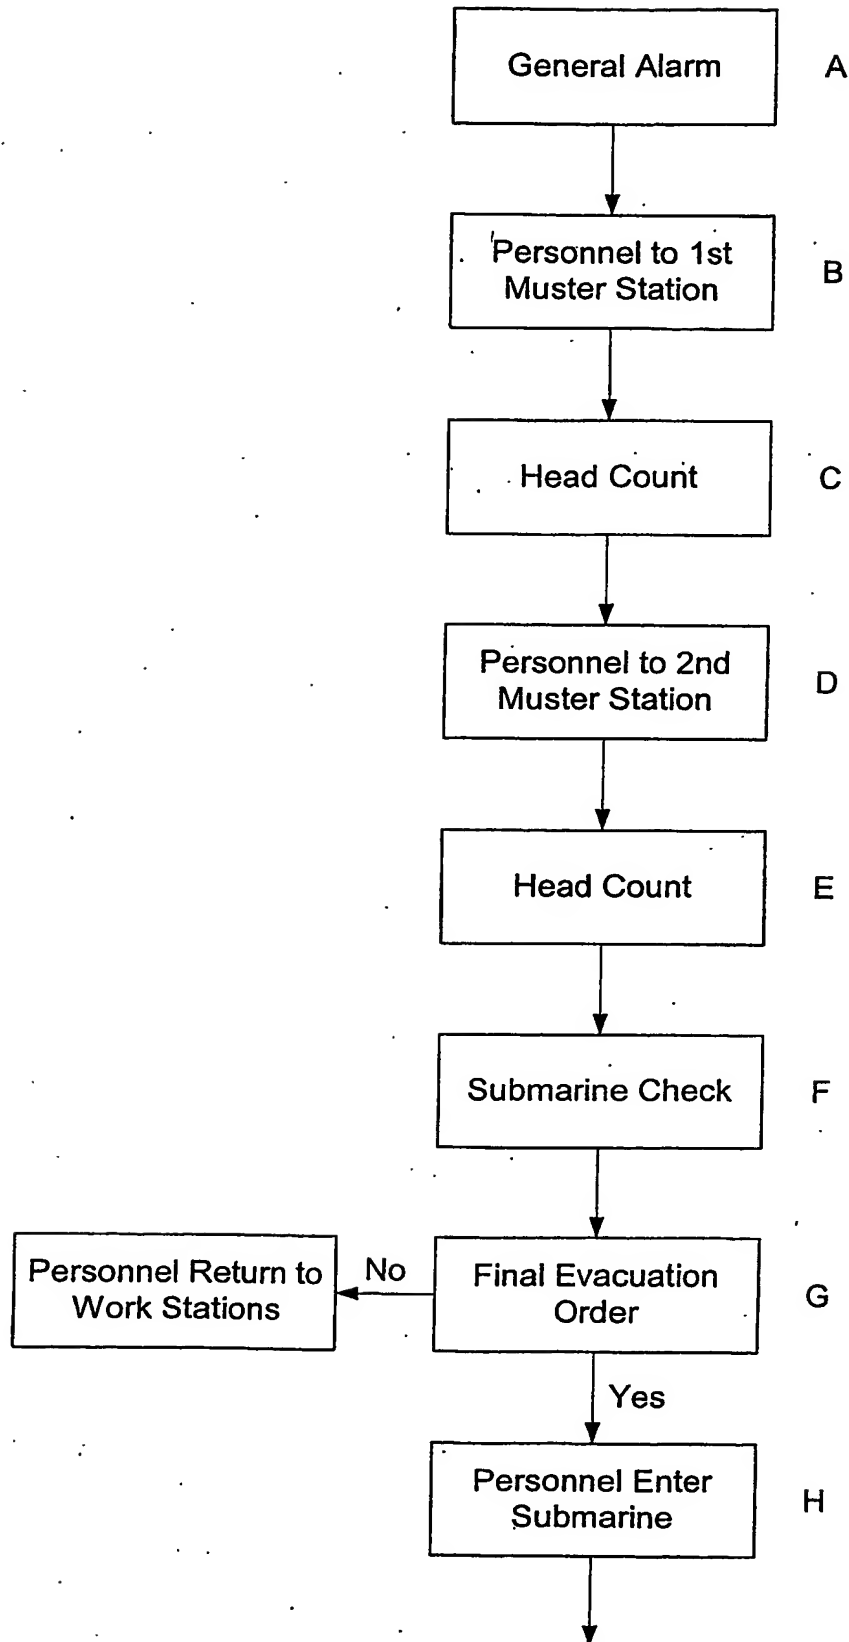 General Alarm
A
Personnel to 1st
Muster Station
B
Head Count
C
Personnel to 2nd
Muster Station
D
Head Count
E
Submarine Check
F
Personnel Return to
Work Stations
No
Final Evacuation
Order
G
Yes
Personnel Enter
Submarine
H